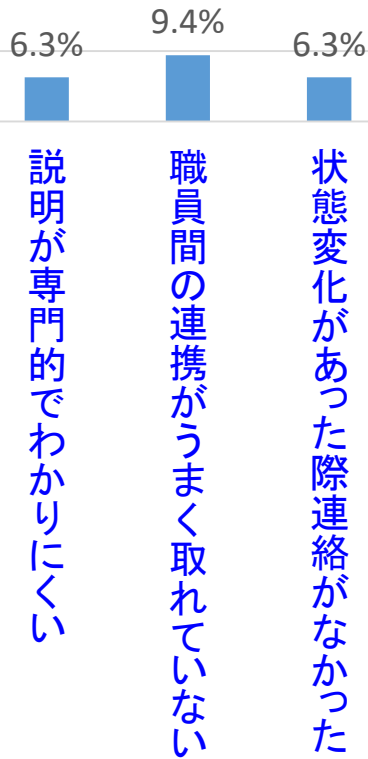 6.3%
9.4%
6.3%
説明が専門的でわかりにくい
職員間の連携がうまく取れていない
状態変化があった際連絡がなかった